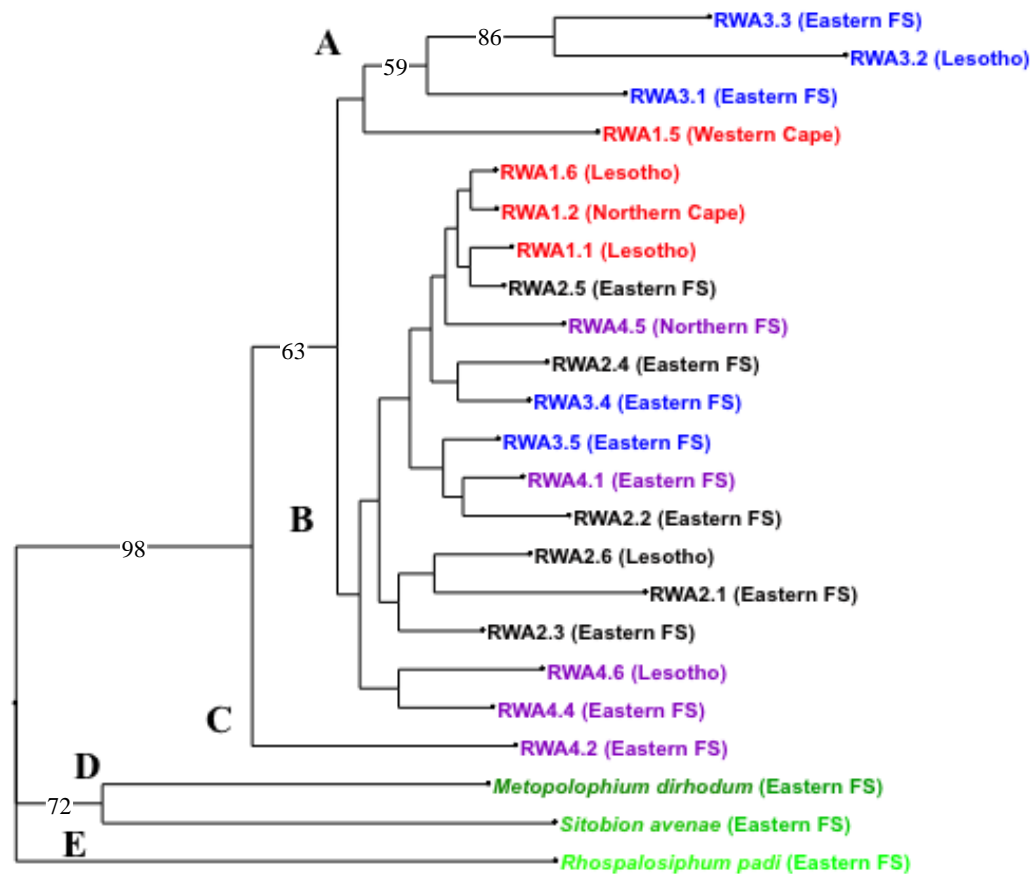 RWA3.3 (Eastern FS)
86
A
RWA3.2 (Lesotho)
59
RWA3.1 (Eastern FS)
RWA1.5 (Western Cape)
RWA1.6 (Lesotho)
RWA1.2 (Northern Cape)
RWA1.1 (Lesotho)
RWA2.5 (Eastern FS)
RWA4.5 (Northern FS)
63
RWA2.4 (Eastern FS)
RWA3.4 (Eastern FS)
RWA3.5 (Eastern FS)
RWA4.1 (Eastern FS)
B
RWA2.2 (Eastern FS)
98
RWA2.6 (Lesotho)
RWA2.1 (Eastern FS)
RWA2.3 (Eastern FS)
RWA4.6 (Lesotho)
RWA4.4 (Eastern FS)
C
RWA4.2 (Eastern FS)
D
Metopolophium dirhodum (Eastern FS)
72
Sitobion avenae (Eastern FS)
E
Rhospalosiphum padi (Eastern FS)